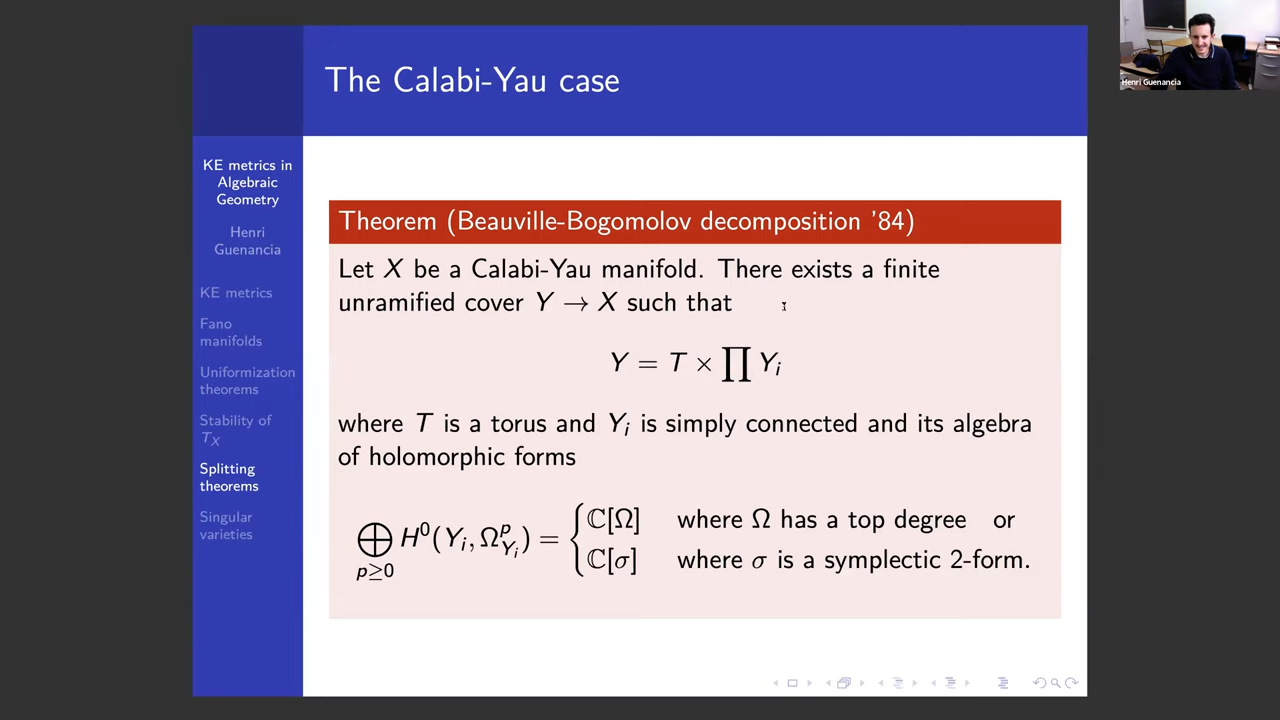 The Calabi-Yau case
Henri Guenancia
KE metrics in
Algebraic
Geometry
Henri
Guenancia
KE metrics
Fano
manifolds
Uniformization
theorems
Stability of
T_X
Splitting
theorems
Singular
varieties
Theorem (Beauville-Bogomolov decomposition '84)
Let X be a Calabi-Yau manifold. There exists a finite
unramified cover Y → X such that
Y = T × ∏ Y_i
where T is a torus and Y_i is simply connected and its algebra
of holomorphic forms
⊕_{p≥0} H^0(Y_i, Ω^p_{Y_i}) = { ℂ[Ω] where Ω has a top degree or
ℂ[σ] where σ is a symplectic 2-form.